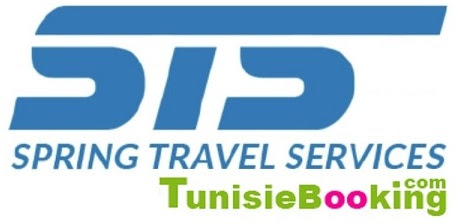 STS
SPRING TRAVEL SERVICES
TunisieBooking.com